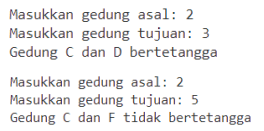 Masukkan gedung asal: 2
Masukkan gedung tujuan: 3
Gedung C dan D bertetangga
Masukkan gedung asal: 2
Masukkan gedung tujuan: 5
Gedung C dan F tidak bertetangga